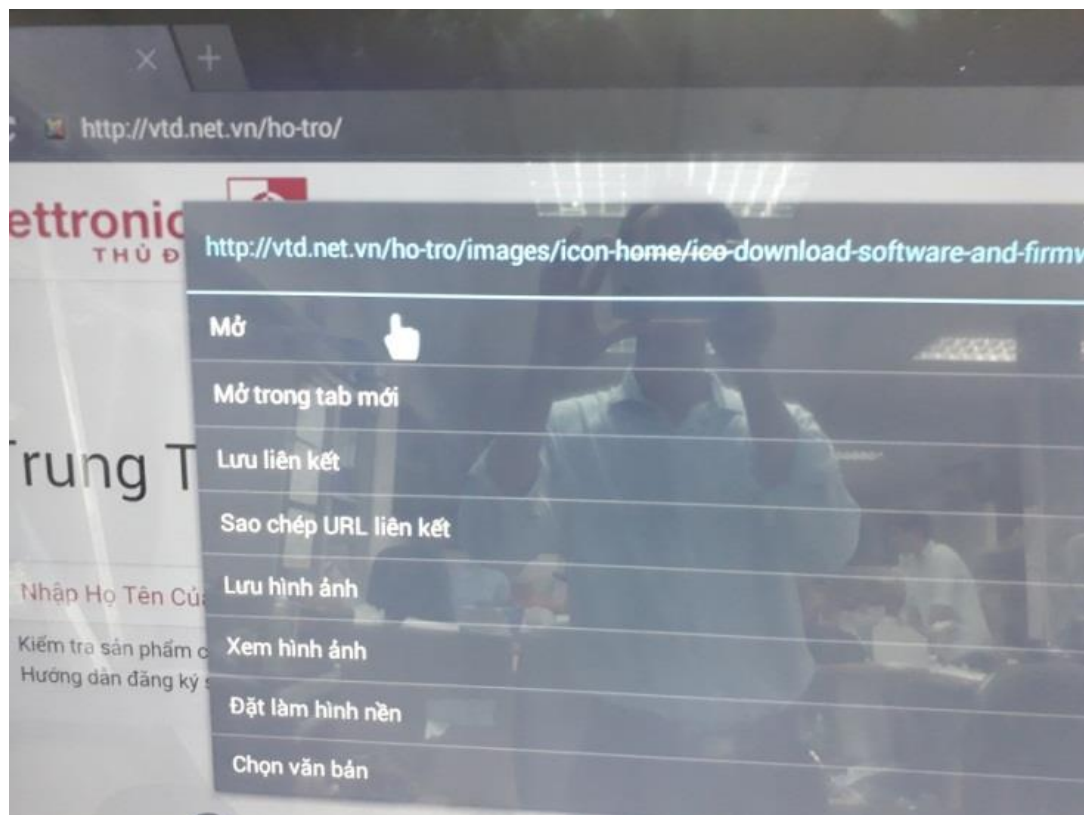 http://vtd.net.vn/ho-tro/
ettronic
THỦ Đ
http://vtd.net.vn/ho-tro/images/icon-home/ico-download-software-and-firmw
Mở
Mở trong tab mới
Lưu liên kết
rung T
Sao chép URL liên kết
Lưu hình ảnh
Nhập Họ Tên Củ
Xem hình ảnh
Kiểm tra sản phẩm c
Hướng dẫn đăng ký s
Đặt làm hình nền
Chọn văn bản